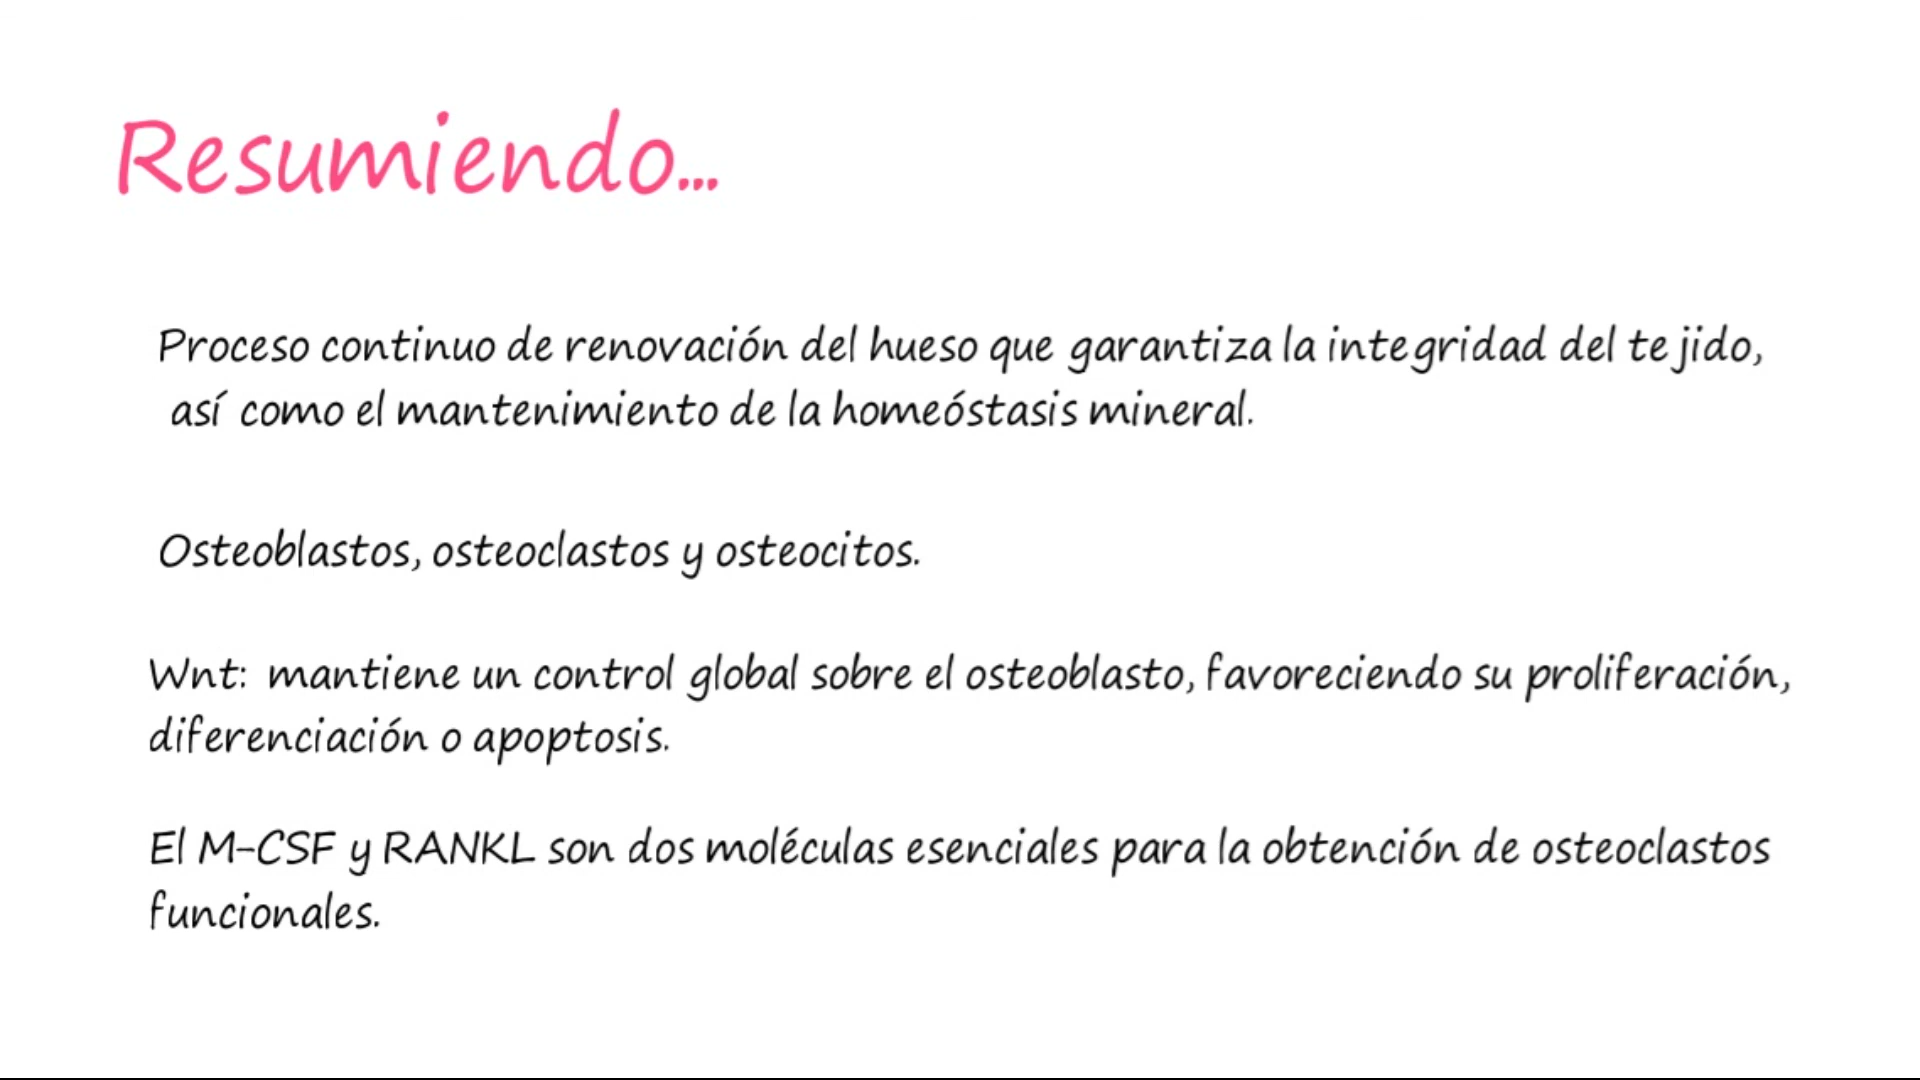 Resumiendo...
Proceso continuo de renovación del hueso que garantiza la integridad del tejido,
así como el mantenimiento de la homeóstasis mineral.
Osteoblastos, osteoclastos y osteocitos.
Wnt: mantiene un control global sobre el osteoblasto, favoreciendo su proliferación,
diferenciación o apoptosis.
El M-CSF y RANKL son dos moléculas esenciales para la obtención de osteoclastos
funcionales.